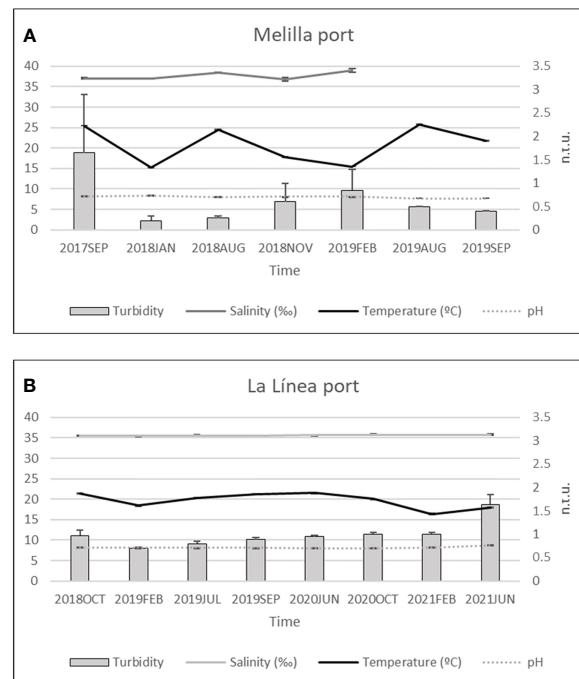 A
Melilla port
40
35
30
25
20
15
10
5
0
3.5
3
2.5
2
1.5
1
0.5
0
n.t.u.
2017SEP 2018JAN 2018AUG 2018NOV 2019FEB 2019AUG 2019SEP
Time
Turbidity Salinity (‰) Temperature (ºC) pH
B
La Línea port
40
35
30
25
20
15
10
5
0
3.5
3
2.5
2
1.5
1
0.5
0
n.t.u.
2018OCT 2019FEB 2019JUL 2019SEP 2020JUN 2020OCT 2021FEB 2021JUN
Time
Turbidity Salinity (‰) Temperature (ºC) pH